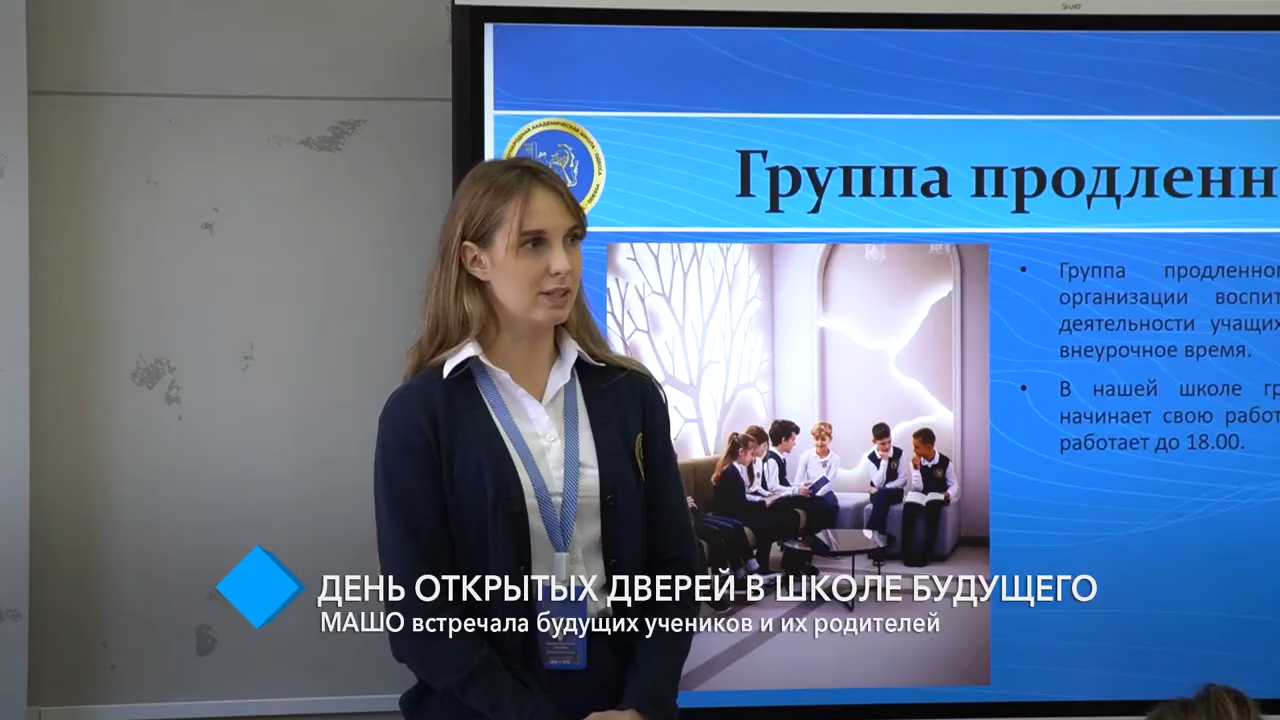 SMART
Группа продленн
• Группа продленно
организации воспит
деятельности учащих
внеурочное время.
• В нашей школе гр
начинает свою работ
работает до 18.00.
ДЕНЬ ОТКРЫТЫХ ДВЕРЕЙ В ШКОЛЕ БУДУЩЕГО
МАШО встречала будущих учеников и их родителей